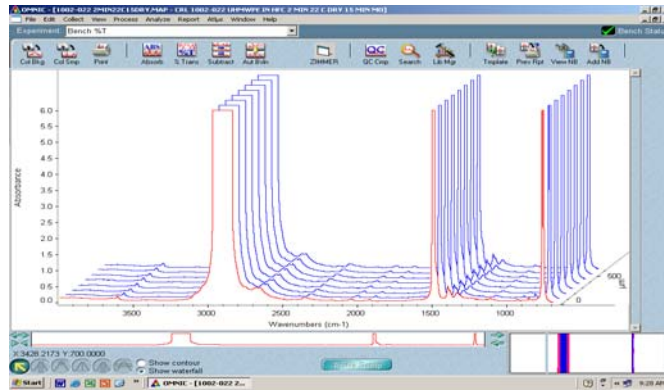 OMNIC - [1002-022 2MIN22C15DRY.MAP - CRL 1002-022 UHMWPE IN HFC 2 MIN 22 C DRY 15 MIN MO]
File Edit Collect View Process Analyze Report Window Help
Experiment: Bench %T
Bench Status
Col Bkg Col Smp Print Absorb % Trans Subtract Aut Bsln ZIMMER QC Cmp Search Lib Mgr Template Prev Rpt View NB Add NB
6.0
5.5
5.0
4.5
4.0
3.5
3.0
2.5
2.0
1.5
1.0
0.5
0.0
Absorbance
500
0
3500 3000 2500 2000 1500 1000
Wavenumbers (cm-1)
X:3428.2173 Y:700.0000
Show contour
Show waterfall
Start
OMNIC - [1002-022 2...
9:20 AM